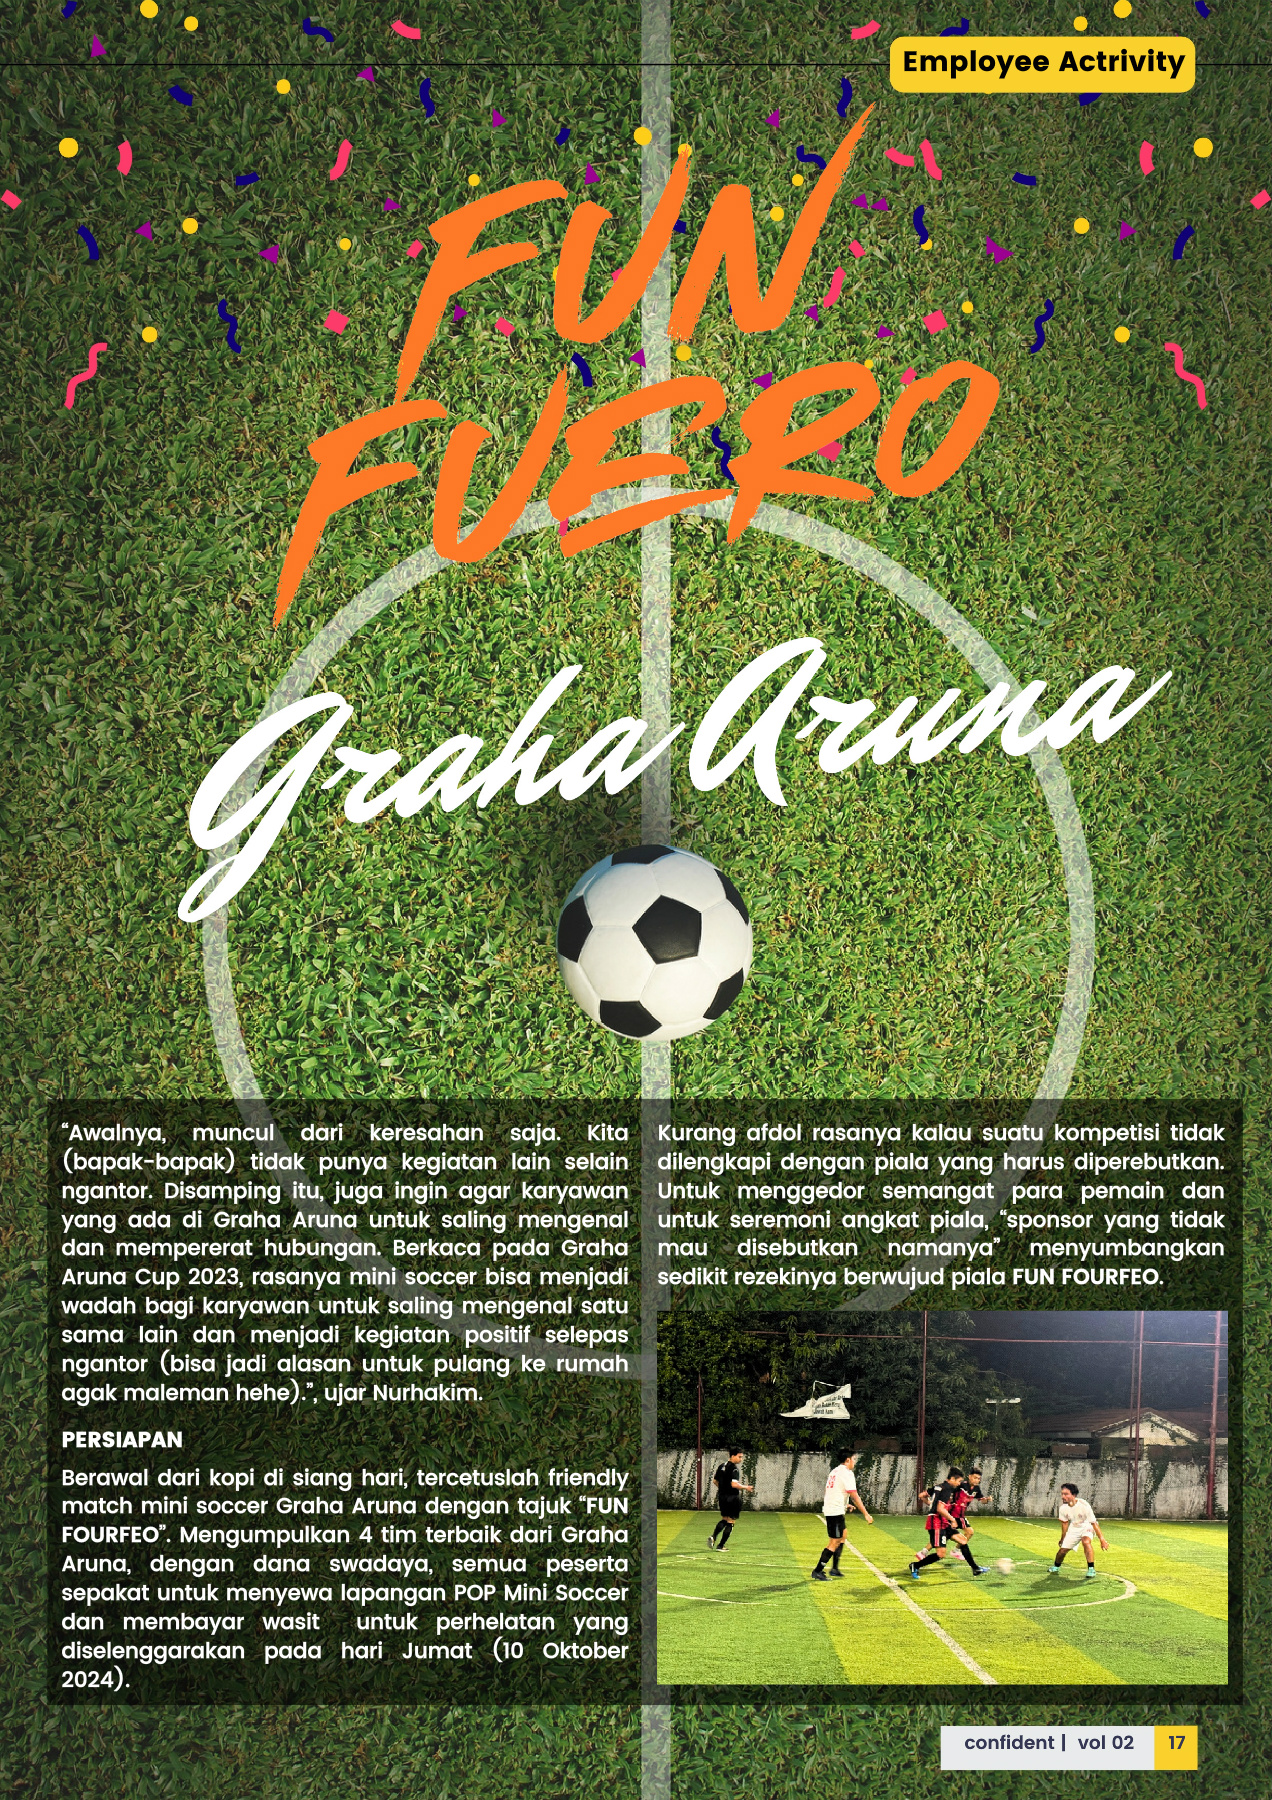 Employee Actrivity
FUN
FUERO
Graha Aruna
“Awalnya, muncul dari keresahan saja. Kita
(bapak-bapak) tidak punya kegiatan lain selain
ngantor. Disamping itu, juga ingin agar karyawan
yang ada di Graha Aruna untuk saling mengenal
dan mempererat hubungan. Berkaca pada Graha
Aruna Cup 2023, rasanya mini soccer bisa menjadi
wadah bagi karyawan untuk saling mengenal satu
sama lain dan menjadi kegiatan positif selepas
ngantor (bisa jadi alasan untuk pulang ke rumah
agak maleman hehe).”, ujar Nurhakim.
PERSIAPAN
Berawal dari kopi di siang hari, tercetuslah friendly
match mini soccer Graha Aruna dengan tajuk “FUN
FOURFEO”. Mengumpulkan 4 tim terbaik dari Graha
Aruna, dengan dana swadaya, semua peserta
sepakat untuk menyewa lapangan POP Mini Soccer
dan membayar wasit untuk perhelatan yang
diselenggarakan pada hari Jumat (10 Oktober
2024).
Kurang afdol rasanya kalau suatu kompetisi tidak
dilengkapi dengan piala yang harus diperebutkan.
Untuk menggedor semangat para pemain dan
untuk seremoni angkat piala, “sponsor yang tidak
mau disebutkan namanya” menyumbangkan
sedikit rezekinya berwujud piala FUN FOURFEO.
confident | vol 02 17